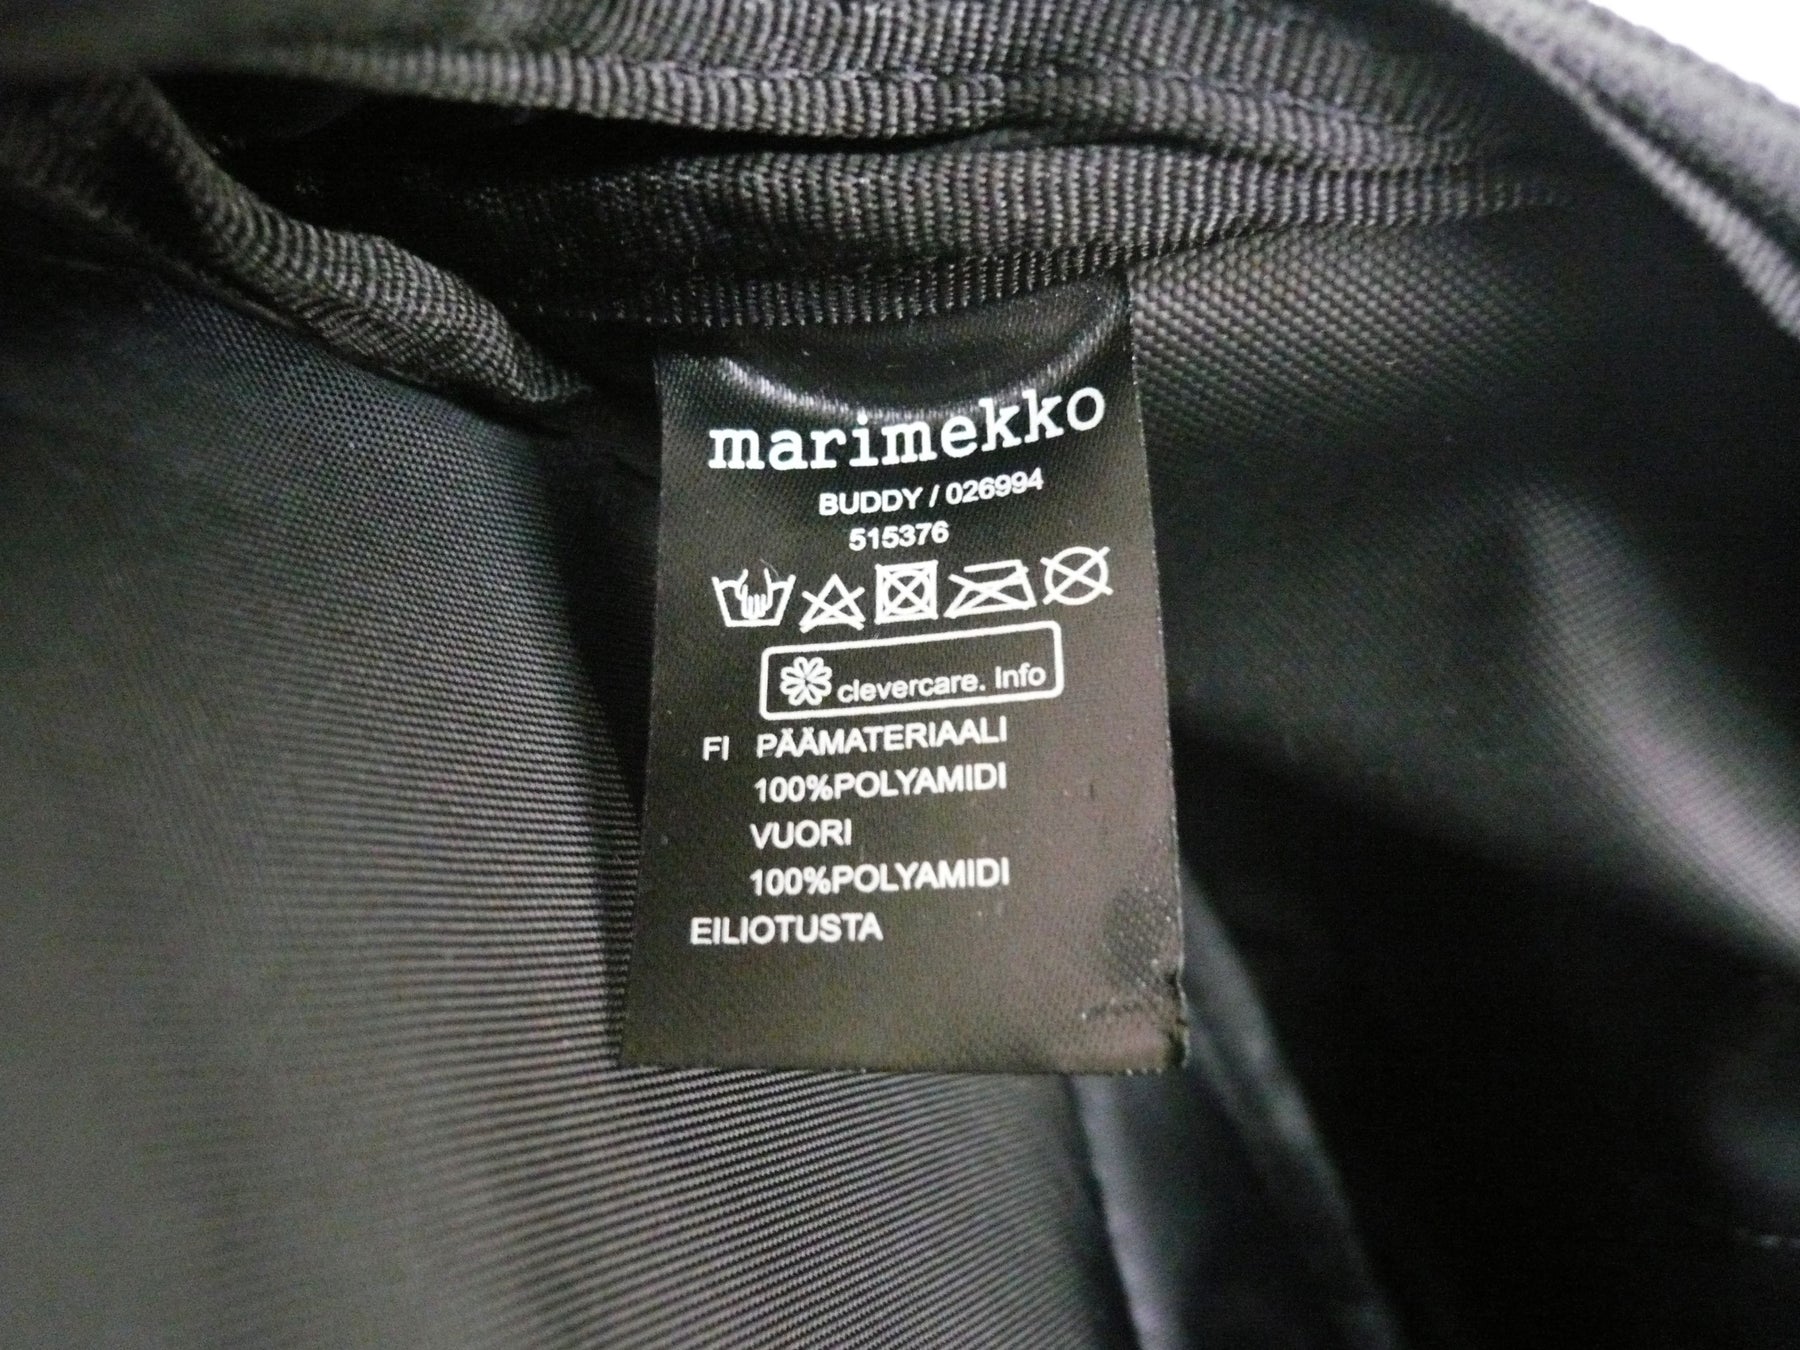 marimekko
BUDDY / 026994
515376
clevercare. Info
FI PÄÄMATERIAALI
100%POLYAMIDI
VUORI
100%POLYAMIDI
EILIOTUSTA